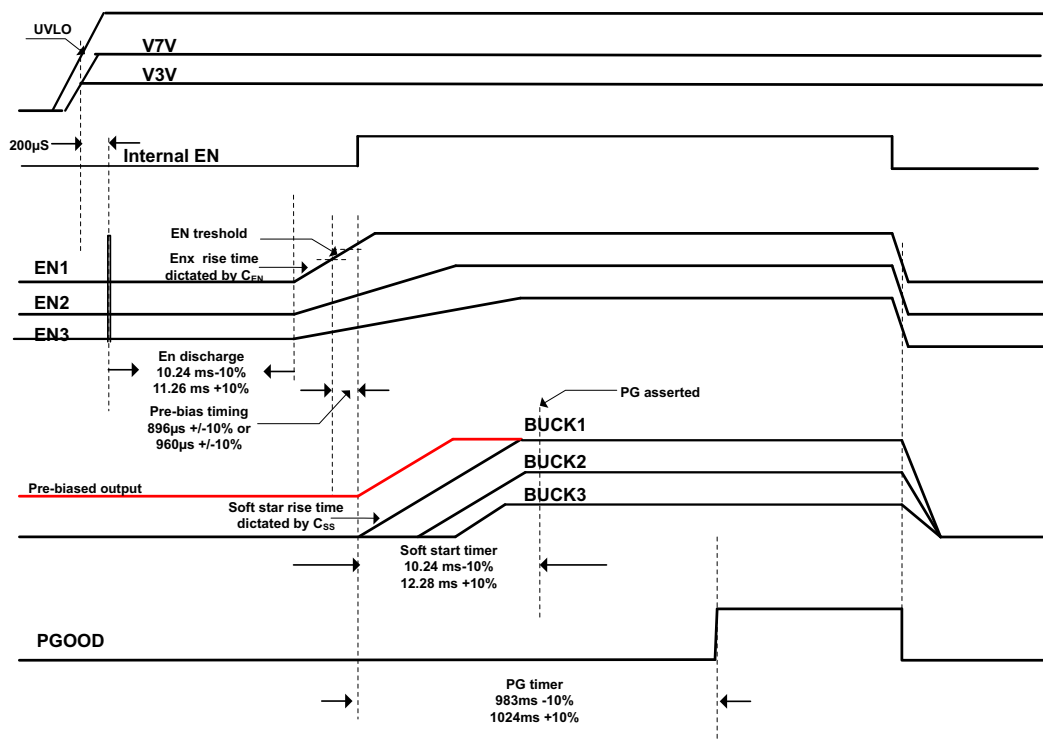 UVLO
V7V
V3V
200µS
Internal EN
EN treshold
Enx rise time
dictated by CEN
EN1
EN2
EN3
En discharge
10.24 ms-10%
11.26 ms +10%
Pre-bias timing
896µs +/-10% or
960µs +/-10%
PG asserted
BUCK1
BUCK2
BUCK3
Pre-biased output
Soft star rise time
dictated by CSS
Soft start timer
10.24 ms-10%
12.28 ms +10%
PGOOD
PG timer
983ms -10%
1024ms +10%